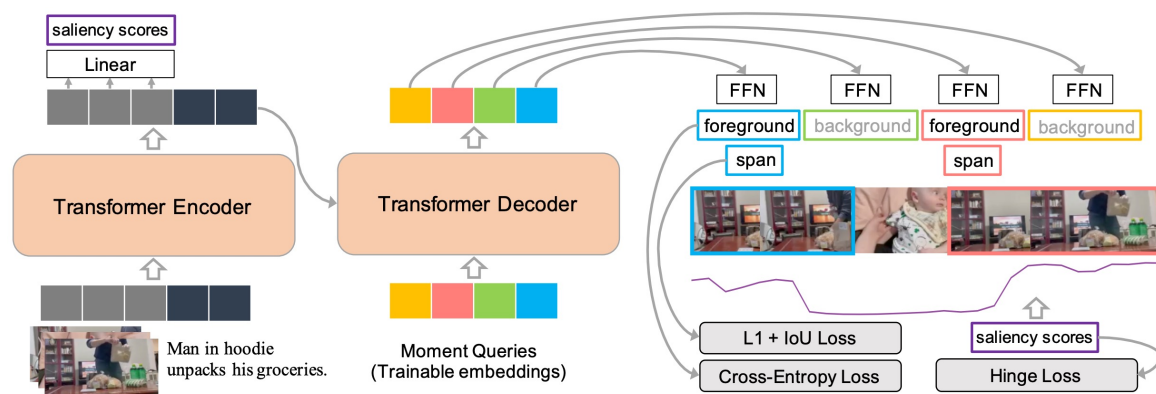 saliency scores
Linear
Transformer Encoder
Man in hoodie
unpacks his groceries.
Transformer Decoder
Moment Queries
(Trainable embeddings)
FFN FFN FFN FFN
foreground background foreground background
span span
L1 + IoU Loss
Cross-Entropy Loss
saliency scores
Hinge Loss